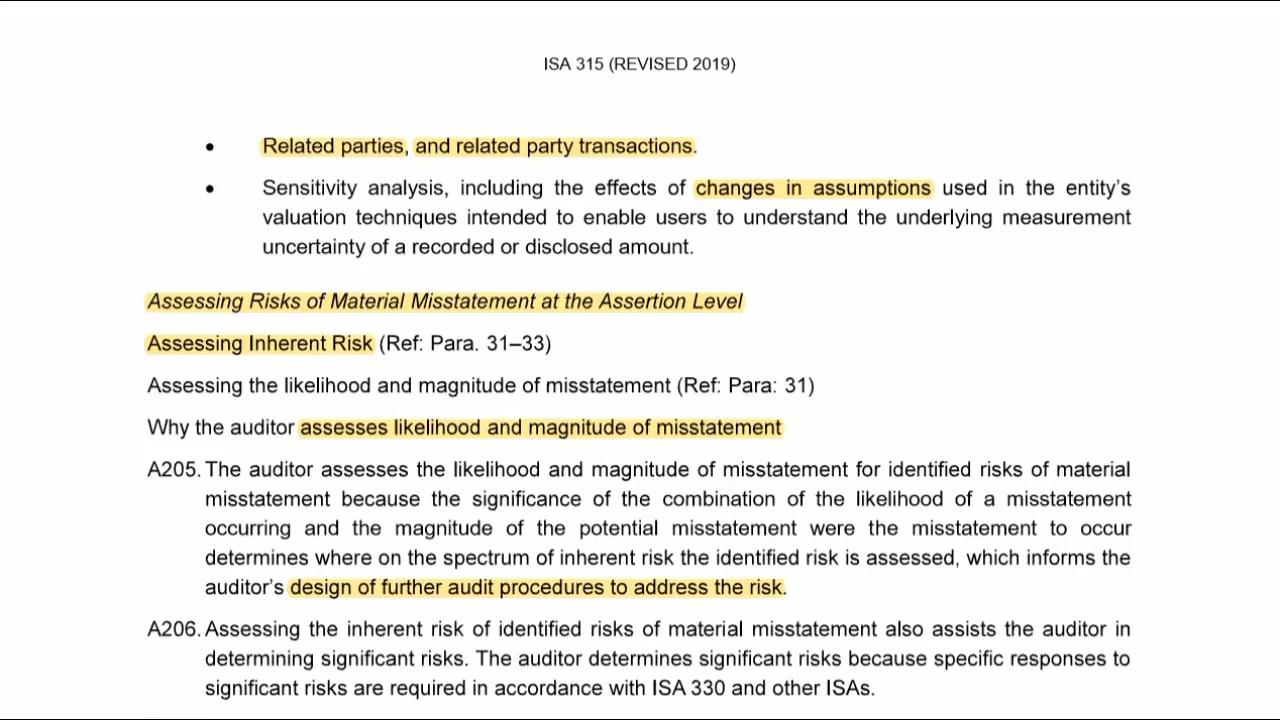 ISA 315 (REVISED 2019)
• Related parties, and related party transactions.
• Sensitivity analysis, including the effects of changes in assumptions used in the entity’s
valuation techniques intended to enable users to understand the underlying measurement
uncertainty of a recorded or disclosed amount.
Assessing Risks of Material Misstatement at the Assertion Level
Assessing Inherent Risk (Ref: Para. 31–33)
Assessing the likelihood and magnitude of misstatement (Ref: Para: 31)
Why the auditor assesses likelihood and magnitude of misstatement
A205. The auditor assesses the likelihood and magnitude of misstatement for identified risks of material
misstatement because the significance of the combination of the likelihood of a misstatement
occurring and the magnitude of the potential misstatement were the misstatement to occur
determines where on the spectrum of inherent risk the identified risk is assessed, which informs the
auditor’s design of further audit procedures to address the risk.
A206. Assessing the inherent risk of identified risks of material misstatement also assists the auditor in
determining significant risks. The auditor determines significant risks because specific responses to
significant risks are required in accordance with ISA 330 and other ISAs.